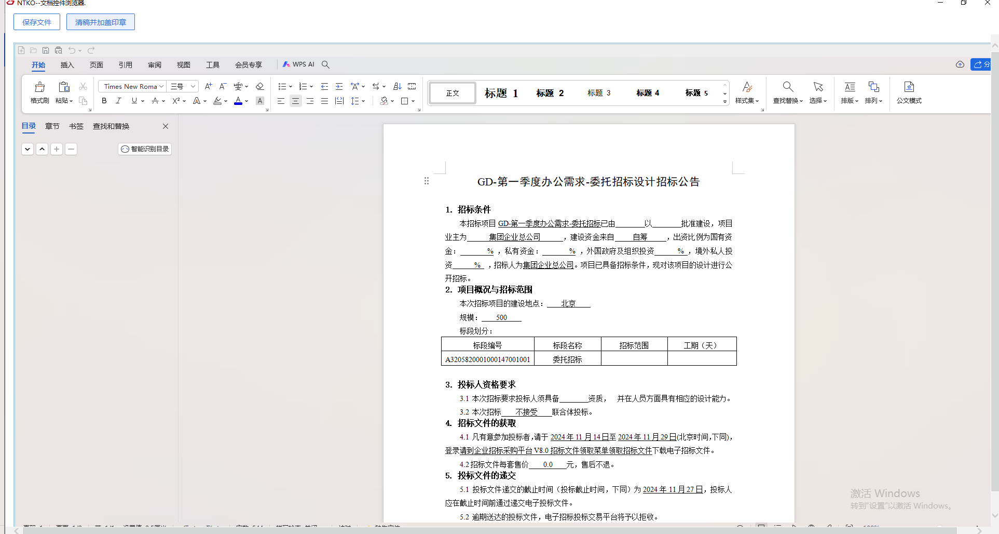 NTKO--文档控件浏览器.
保存文件 清稿并加盖印章
开始 插入 页面 引用 审阅 视图 工具 会员专享 WPS AI
格式刷 粘贴 Times New Roma 三号 正文 标题 1 标题 2 标题 3 标题 4 标题 5 样式集 查找替换 选择 排版 排列 公文模式
目录 章节 书签 查找和替换
智能识别目录
GD-第一季度办公需求-委托招标设计招标公告
1. 招标条件
本招标项目 GD-第一季度办公需求-委托招标已由________以________批准建设，项目
业主为 集团企业总公司 ，建设资金来自 自筹 ，出资比例为国有资
金： % ，私有资金： % ，外国政府及组织投资 % ，境外私人投
资 % ，招标人为集团企业总公司。项目已具备招标条件，现对该项目的设计进行公
开招标。
2. 项目概况与招标范围
本次招标项目的建设地点： 北京
规模： 500
标段划分：
标段编号 标段名称 招标范围 工期（天）
A3205820001000147001001 委托招标
3. 投标人资格要求
3.1 本次招标要求投标人须具备________资质， 并在人员方面具有相应的设计能力。
3.2 本次招标 不接受 联合体投标。
4. 招标文件的获取
4.1 凡有意参加投标者,请于 2024 年 11 月 14 日至 2024 年 11 月 29 日(北京时间,下同)，
登录请到企业招标采购平台 V8.0 招标文件领取菜单领取招标文件下载电子招标文件。
4.2 招标文件每套售价 0.0 元，售后不退。
5. 投标文件的递交
5.1 投标文件递交的截止时间（投标截止时间，下同）为 2024 年 11 月 27 日，投标人
应在截止时间前通过递交电子投标文件。
5.2 逾期送达的投标文件，电子招标投标交易平台将予以拒收。
激活 Windows
转到"设置"以激活 Windows。